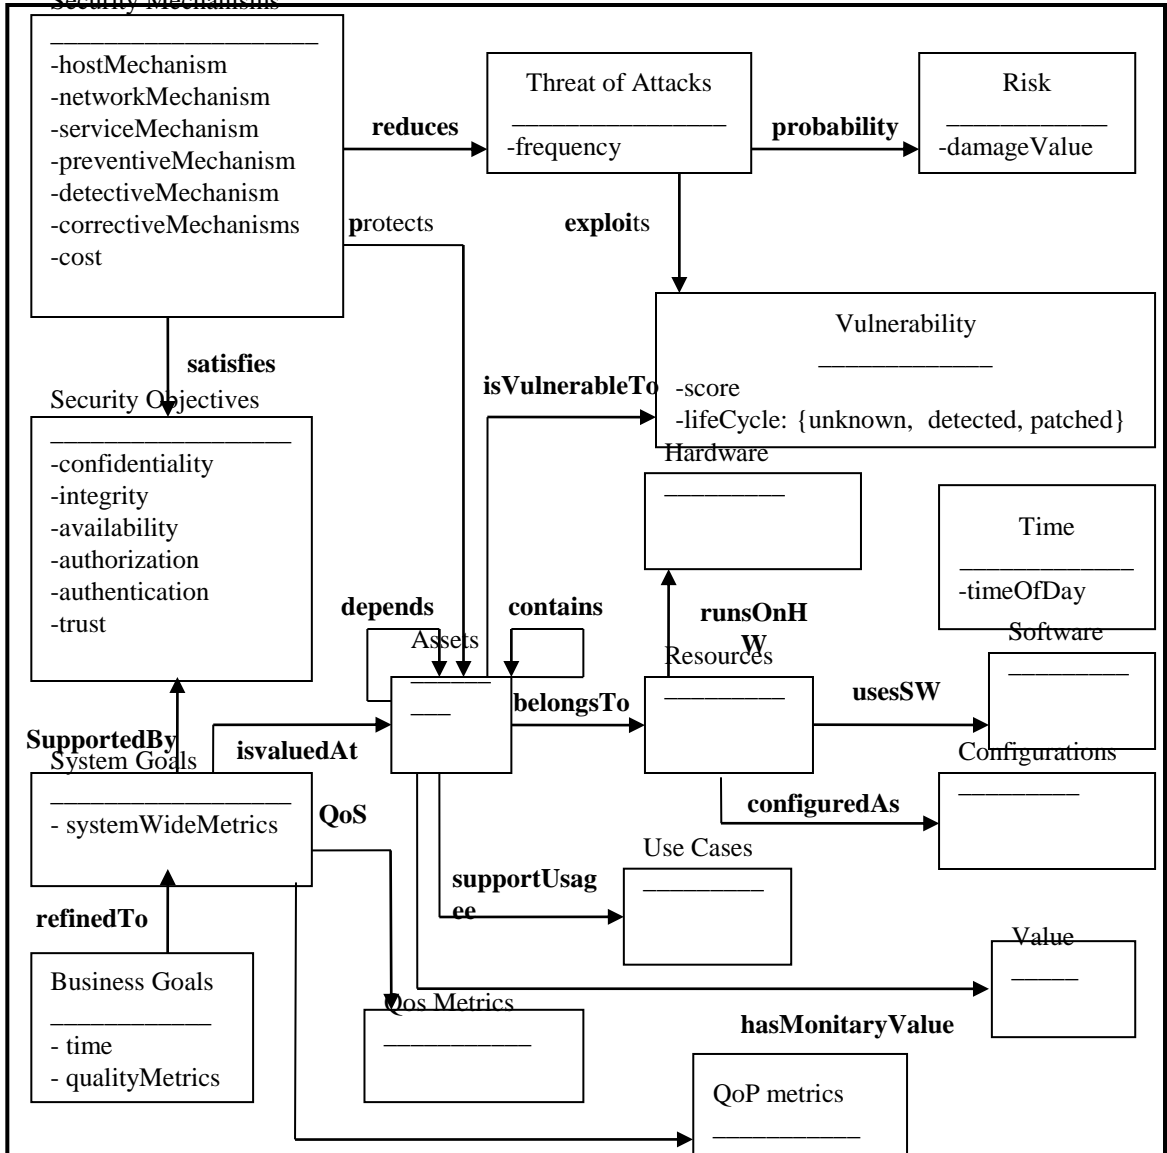 Security Mechanisms
-hostMechanism
-networkMechanism
-serviceMechanism
-preventiveMechanism
-detectiveMechanism
-correctiveMechanisms
-cost
reduces
Threat of Attacks
-frequency
probability
Risk
-damageValue
protects
exploits
satisfies
Vulnerability
-score
-lifeCycle: {unknown, detected, patched}
isVulnerableTo
Security Objectives
-confidentiality
-integrity
-availability
-authorization
-authentication
-trust
Hardware
Time
-timeOfDay
depends
contains
runsOnH
W
Assets
Resources
Software
belongsTo
usesSW
SupportedBy
isvaluedAt
System Goals
- systemWideMetrics
QoS
Configurations
configuredAs
Use Cases
supportUsag
ee
refinedTo
Business Goals
- time
- qualityMetrics
Value
Qos Metrics
hasMonitaryValue
QoP metrics